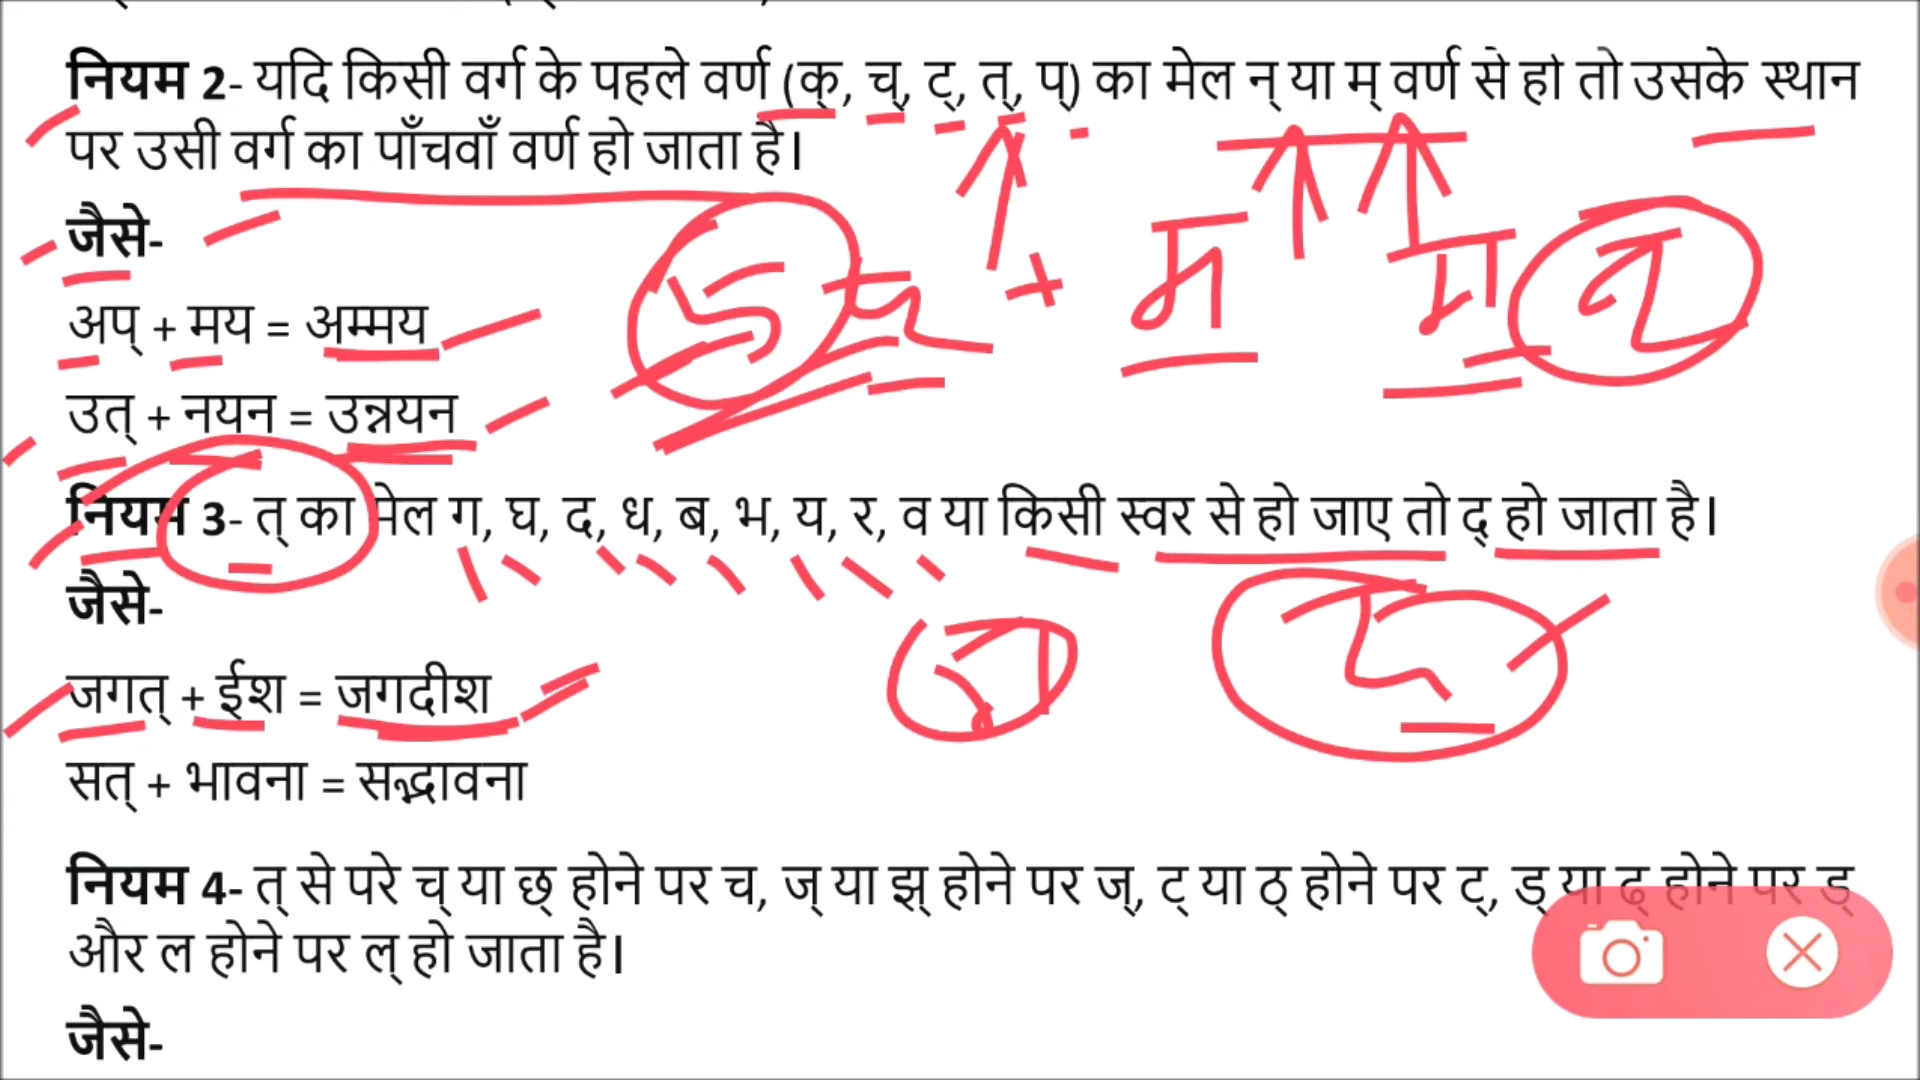 नियम 2- यदि किसी वर्ग के पहले वर्ण (क्, च्, ट्, त्, प्) का मेल न् या म् वर्ण से हो तो उसके स्थान
पर उसी वर्ग का पाँचवाँ वर्ण हो जाता है।
जैसे-
+ म
अप् + मय = अम्मय
उत् + नयन = उन्नयन
नियम 3- त् का मेल ग, घ, द, ध, ब, भ, य, र, व या किसी स्वर से हो जाए तो द् हो जाता है।
जैसे-
जगत् + ईश = जगदीश
सत् + भावना = सद्भावना
नियम 4- त् से परे च् या छ् होने पर च, ज् या झ् होने पर ज्, ट् या ठ् होने पर ट्, ड् या ढ् होने पर ड्
और ल होने पर ल् हो जाता है।
जैसे-